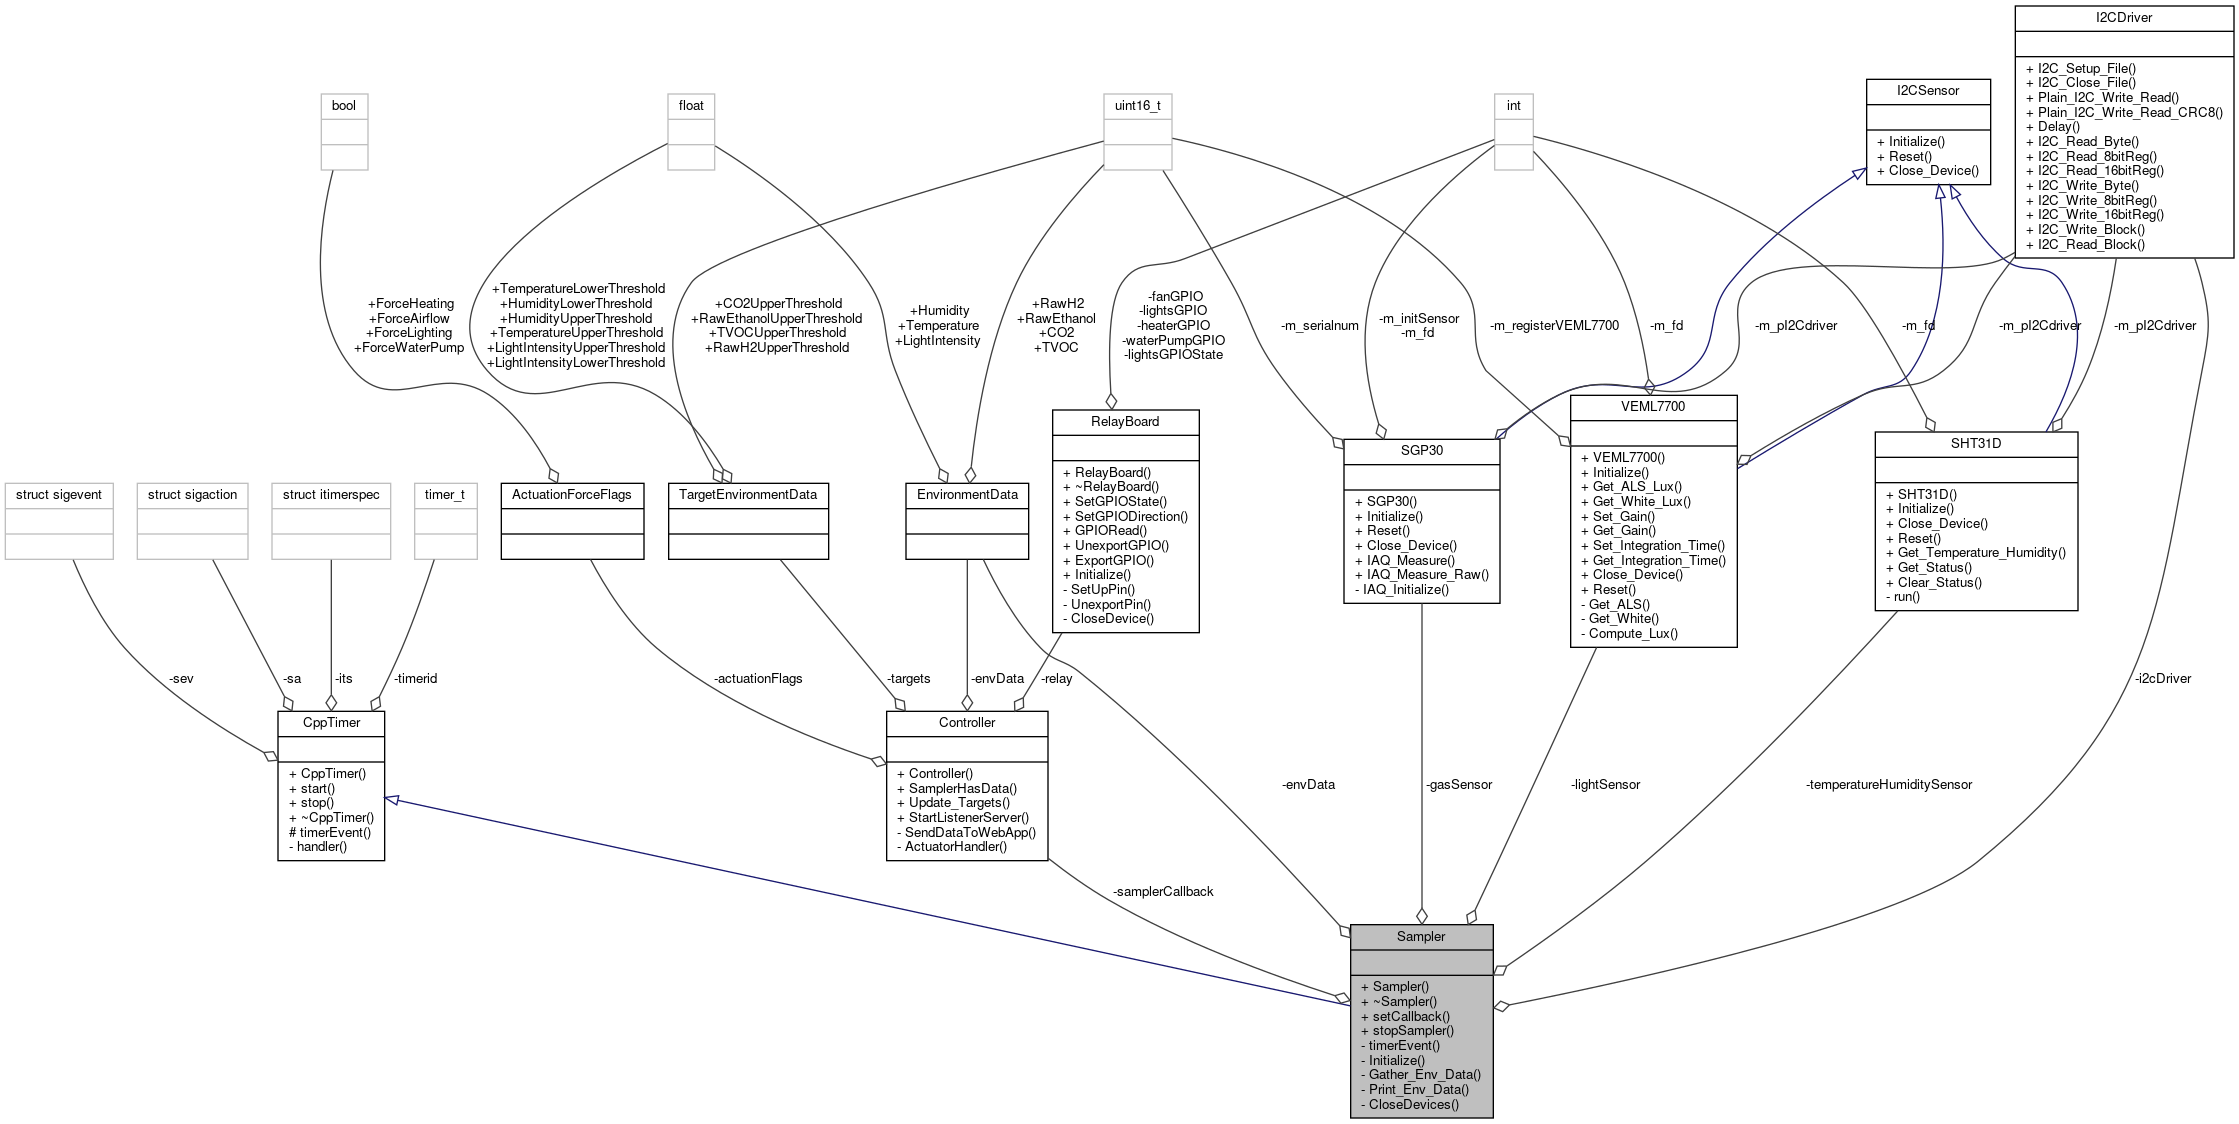 I2CDriver
+ I2C_Setup_File()
+ I2C_Close_File()
+ Plain_I2C_Write_Read()
+ Plain_I2C_Write_Read_CRC8()
+ Delay()
+ I2C_Read_Byte()
+ I2C_Read_8bitReg()
+ I2C_Read_16bitReg()
+ I2C_Write_Byte()
+ I2C_Write_8bitReg()
+ I2C_Write_16bitReg()
+ I2C_Write_Block()
+ I2C_Read_Block()
I2CSensor
+ Initialize()
+ Reset()
+ Close_Device()
bool
float
uint16_t
int
+ForceHeating
+ForceAirflow
+ForceLighting
+ForceWaterPump
+TemperatureLowerThreshold
+HumidityLowerThreshold
+HumidityUpperThreshold
+TemperatureUpperThreshold
+LightIntensityUpperThreshold
+LightIntensityLowerThreshold
+CO2UpperThreshold
+RawEthanolUpperThreshold
+TVOCUpperThreshold
+RawH2UpperThreshold
+Humidity
+Temperature
+LightIntensity
+RawH2
+RawEthanol
+CO2
+TVOC
-fanGPIO
-lightsGPIO
-heaterGPIO
-waterPumpGPIO
-lightsGPIOState
-m_serialnum
-m_initSensor
-m_fd
-m_registerVEML7700
-m_fd
-m_pI2Cdriver
-m_fd
-m_pI2Cdriver
-m_pI2Cdriver
struct sigevent
struct sigaction
struct itimerspec
timer_t
ActuationForceFlags
TargetEnvironmentData
EnvironmentData
RelayBoard
+ RelayBoard()
+ ~RelayBoard()
+ SetGPIOState()
+ SetGPIODirection()
+ GPIORead()
+ UnexportGPIO()
+ ExportGPIO()
+ Initialize()
- SetUpPin()
- UnexportPin()
- CloseDevice()
SGP30
+ SGP30()
+ Initialize()
+ Reset()
+ Close_Device()
+ IAQ_Measure()
+ IAQ_Measure_Raw()
- IAQ_Initialize()
VEML7700
+ VEML7700()
+ Initialize()
+ Get_ALS_Lux()
+ Get_White_Lux()
+ Set_Gain()
+ Get_Gain()
+ Set_Integration_Time()
+ Get_Integration_Time()
+ Close_Device()
+ Reset()
- Get_ALS()
- Get_White()
- Compute_Lux()
SHT31D
+ SHT31D()
+ Initialize()
+ Close_Device()
+ Reset()
+ Get_Temperature_Humidity()
+ Get_Status()
+ Clear_Status()
- run()
-sev
-sa
-its
-timerid
-actuationFlags
-targets
-envData
-relay
-i2cDriver
CppTimer
+ CppTimer()
+ start()
+ stop()
+ ~CppTimer()
# timerEvent()
- handler()
Controller
+ Controller()
+ SamplerHasData()
+ Update_Targets()
+ StartListenerServer()
- SendDataToWebApp()
- ActuatorHandler()
-envData
-gasSensor
-lightSensor
-temperatureHumiditySensor
-samplerCallback
Sampler
+ Sampler()
+ ~Sampler()
+ setCallback()
+ stopSampler()
- timerEvent()
- Initialize()
- Gather_Env_Data()
- Print_Env_Data()
- CloseDevices()